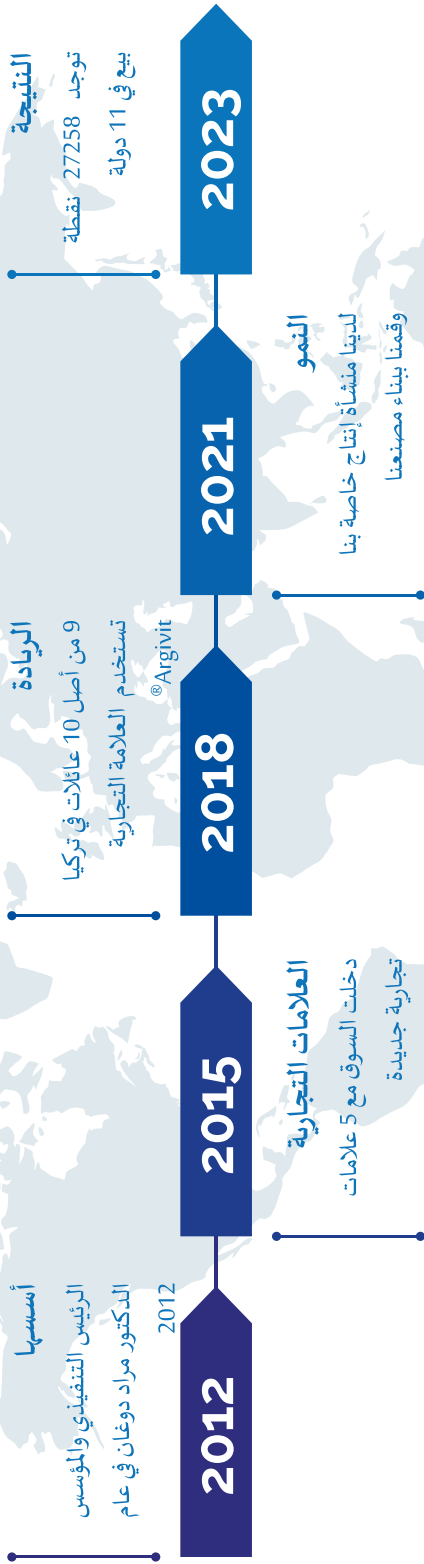 2012
أسسها
الرئيس التنفيذي والمؤسس
الدكتور مراد دوغان في عام
2012
2015
العلامات التجارية
دخلت السوق مع 5 علامات
تجارية جديدة
2018
الريادة
9 من أصل 10 عائلات في تركيا
تستخدم العلامة التجارية
Argivit®
2021
النمو
لدينا منشأة إنتاج خاصة بنا
وقمنا ببناء مصنعنا
2023
النتيجة
توجد 27258 نقطة
بيع في 11 دولة